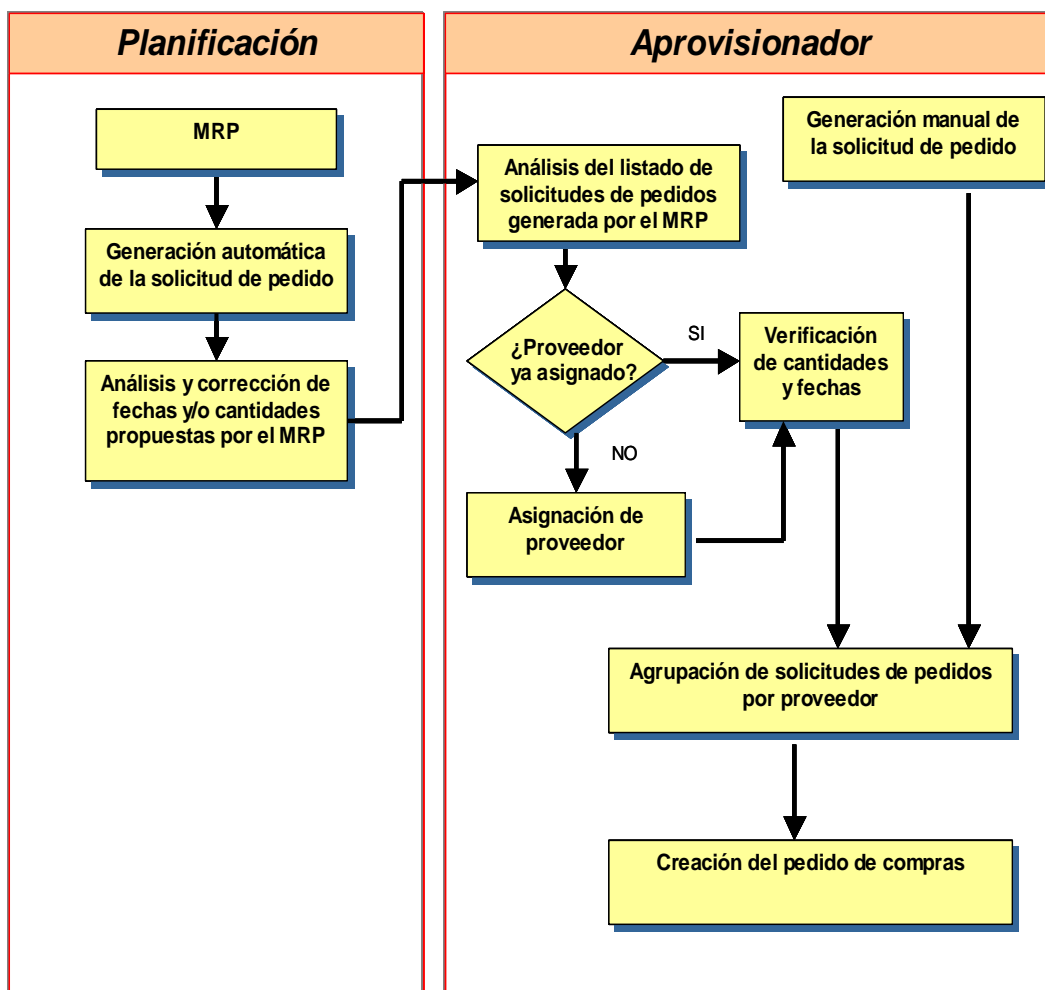 Planificación
Aprovisionador
MRP
Generación automática
de la solicitud de pedido
Análisis y corrección de
fechas y/o cantidades
propuestas por el MRP
Análisis del listado de
solicitudes de pedidos
generada por el MRP
Generación manual de
la solicitud de pedido
¿Proveedor
ya asignado?
SI
Verificación
de cantidades
y fechas
NO
Asignación de
proveedor
Agrupación de solicitudes de pedidos
por proveedor
Creación del pedido de compras